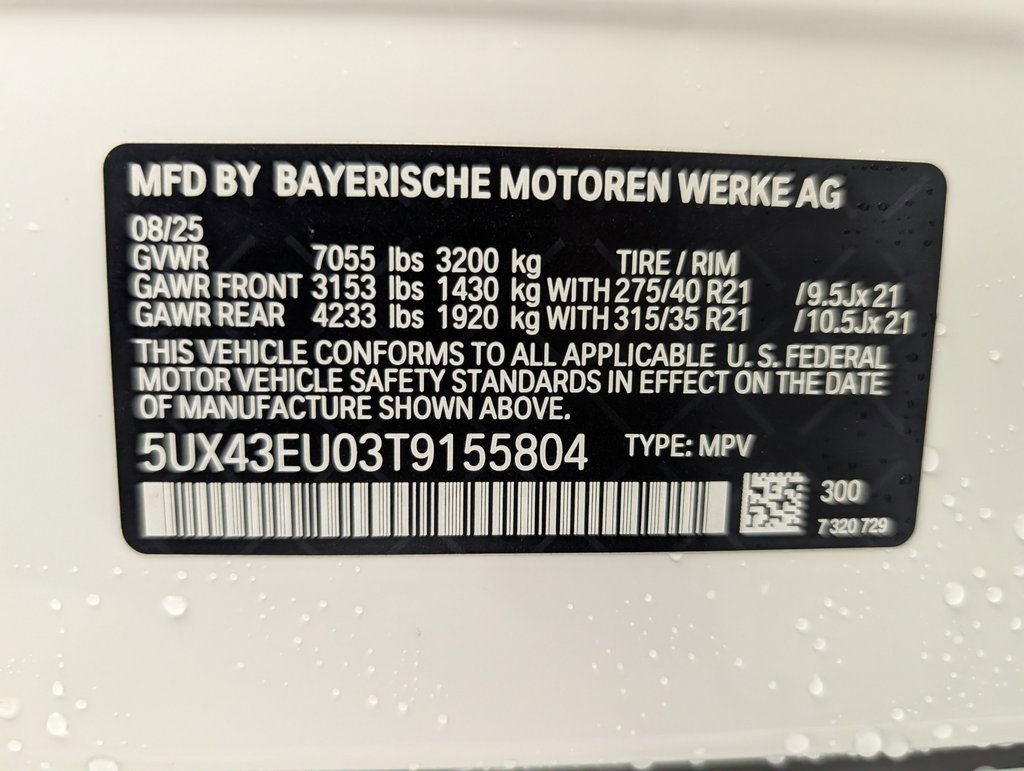 MFD BY BAYERISCHE MOTOREN WERKE AG
08/25
GVWR 7055 lbs 3200 kg TIRE / RIM
GAWR FRONT 3153 lbs 1430 kg WITH 275/40 R21 /9.5Jx21
GAWR REAR 4233 lbs 1920 kg WITH 315/35 R21 /10.5Jx21
THIS VEHICLE CONFORMS TO ALL APPLICABLE U. S. FEDERAL
MOTOR VEHICLE SAFETY STANDARDS IN EFFECT ON THE DATE
OF MANUFACTURE SHOWN ABOVE.
5UX43EU03T9155804 TYPE: MPV
300
7 320 729